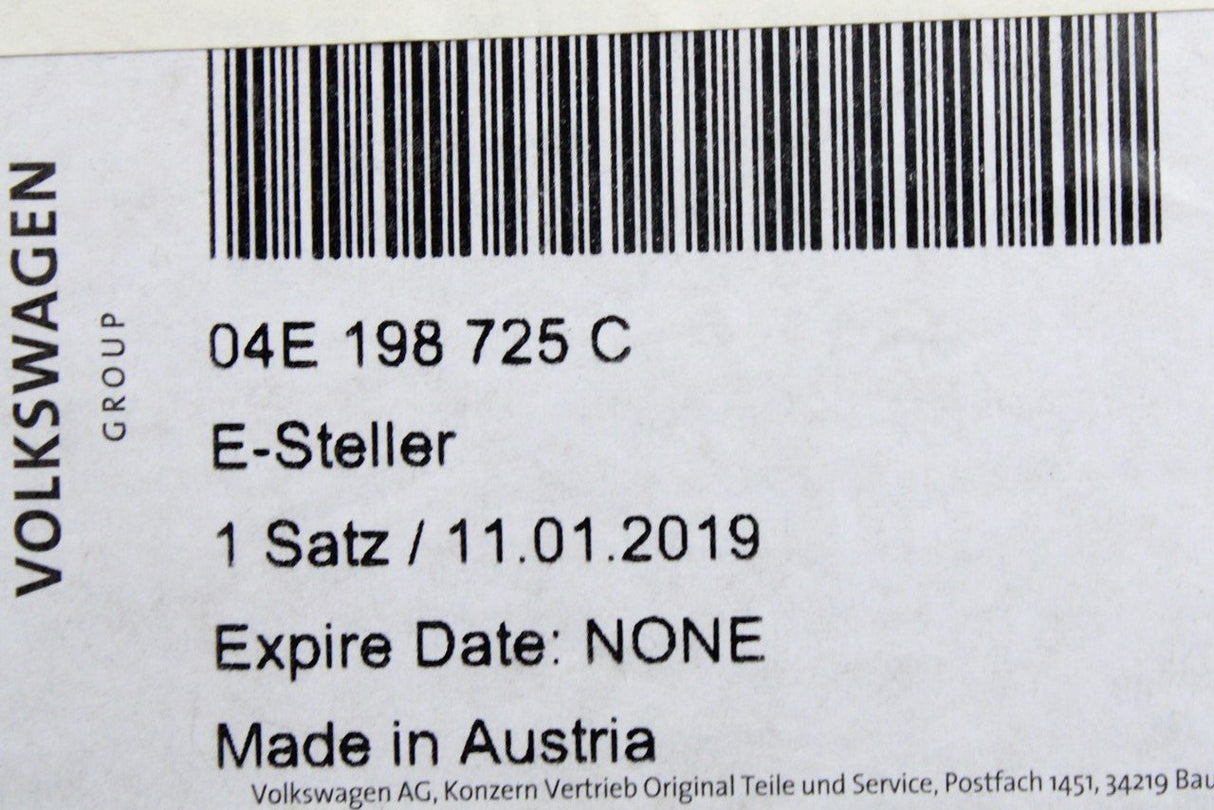 VOLKSWAGEN
GROUP
04E 198 725 C
E-Steller
1 Satz / 11.01.2019
Expire Date: NONE
Made in Austria
Volkswagen AG, Konzern Vertrieb Original Teile und Service, Postfach 1451, 34219